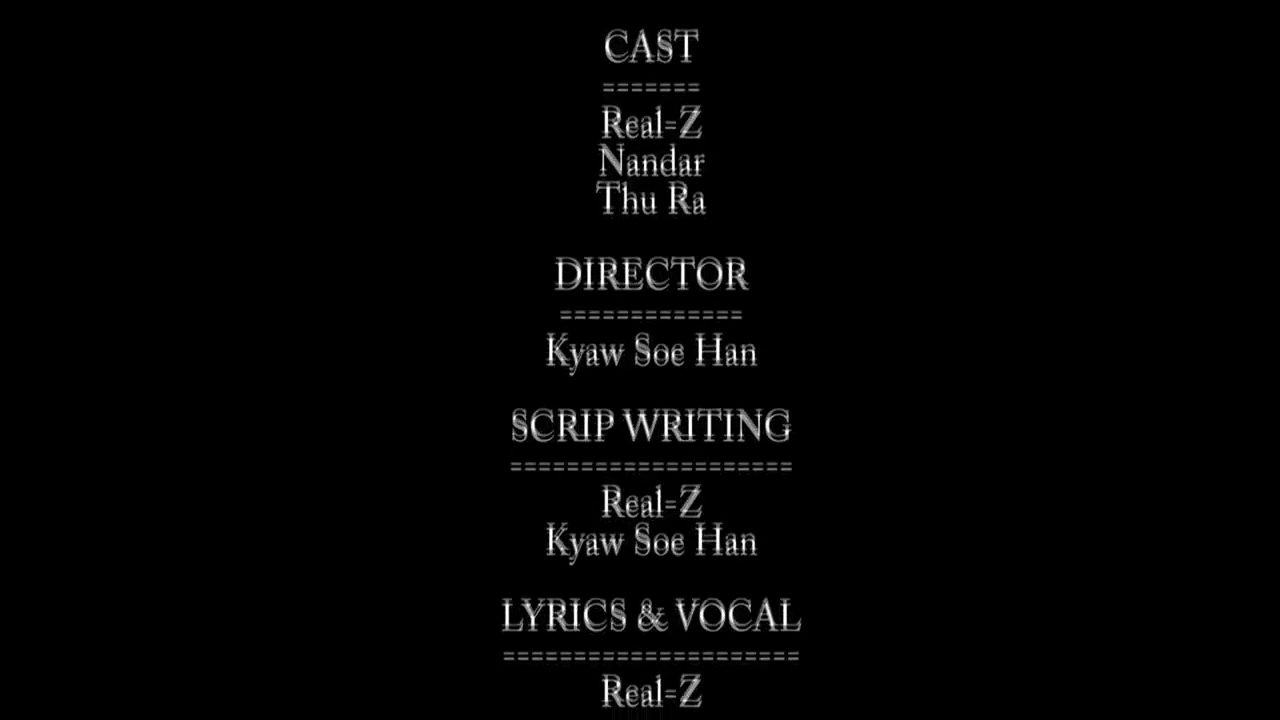 CAST
=======
Real-Z
Nandar
Thu Ra
DIRECTOR
=============
Kyaw Soe Han
SCRIP WRITING
====================
Real-Z
Kyaw Soe Han
LYRICS & VOCAL
=====================
Real-Z